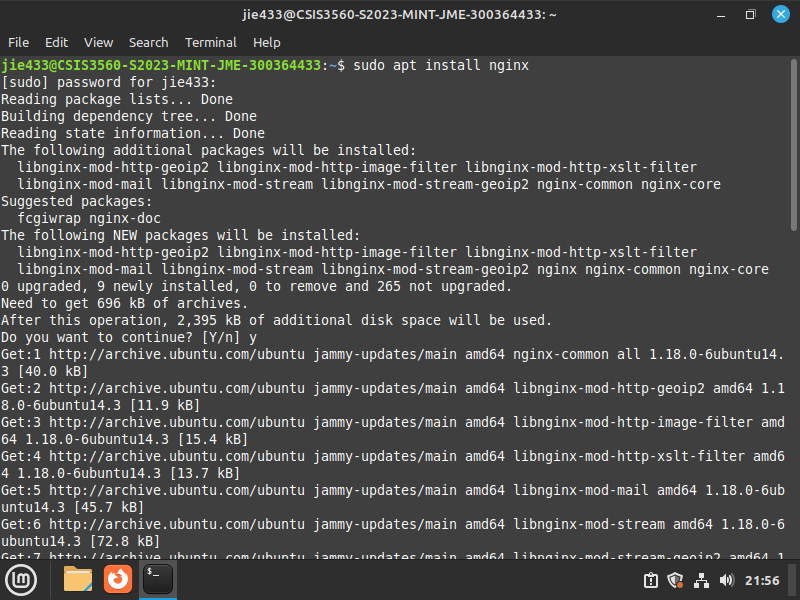 jie433@CSIS3560-S2023-MINT-JME-300364433: ~
File Edit View Search Terminal Help
jie433@CSIS3560-S2023-MINT-JME-300364433:~$ sudo apt install nginx
[sudo] password for jie433:
Reading package lists... Done
Building dependency tree... Done
Reading state information... Done
The following additional packages will be installed:
  libnginx-mod-http-geoip2 libnginx-mod-http-image-filter libnginx-mod-http-xslt-filter
  libnginx-mod-mail libnginx-mod-stream libnginx-mod-stream-geoip2 nginx-common nginx-core
Suggested packages:
  fcgiwrap nginx-doc
The following NEW packages will be installed:
  libnginx-mod-http-geoip2 libnginx-mod-http-image-filter libnginx-mod-http-xslt-filter
  libnginx-mod-mail libnginx-mod-stream libnginx-mod-stream-geoip2 nginx nginx-common nginx-core
0 upgraded, 9 newly installed, 0 to remove and 265 not upgraded.
Need to get 696 kB of archives.
After this operation, 2,395 kB of additional disk space will be used.
Do you want to continue? [Y/n] y
Get:1 http://archive.ubuntu.com/ubuntu jammy-updates/main amd64 nginx-common all 1.18.0-6ubuntu14.
3 [40.0 kB]
Get:2 http://archive.ubuntu.com/ubuntu jammy-updates/main amd64 libnginx-mod-http-geoip2 amd64 1.1
8.0-6ubuntu14.3 [11.9 kB]
Get:3 http://archive.ubuntu.com/ubuntu jammy-updates/main amd64 libnginx-mod-http-image-filter amd
64 1.18.0-6ubuntu14.3 [15.4 kB]
Get:4 http://archive.ubuntu.com/ubuntu jammy-updates/main amd64 libnginx-mod-http-xslt-filter amd6
4 1.18.0-6ubuntu14.3 [13.7 kB]
Get:5 http://archive.ubuntu.com/ubuntu jammy-updates/main amd64 libnginx-mod-mail amd64 1.18.0-6ub
untu14.3 [45.7 kB]
Get:6 http://archive.ubuntu.com/ubuntu jammy-updates/main amd64 libnginx-mod-stream amd64 1.18.0-6
ubuntu14.3 [72.8 kB]
Get:7 http://archive.ubuntu.com/ubuntu jammy-updates/main amd64 libnginx-mod-stream-geoip2 amd64 1
21:56